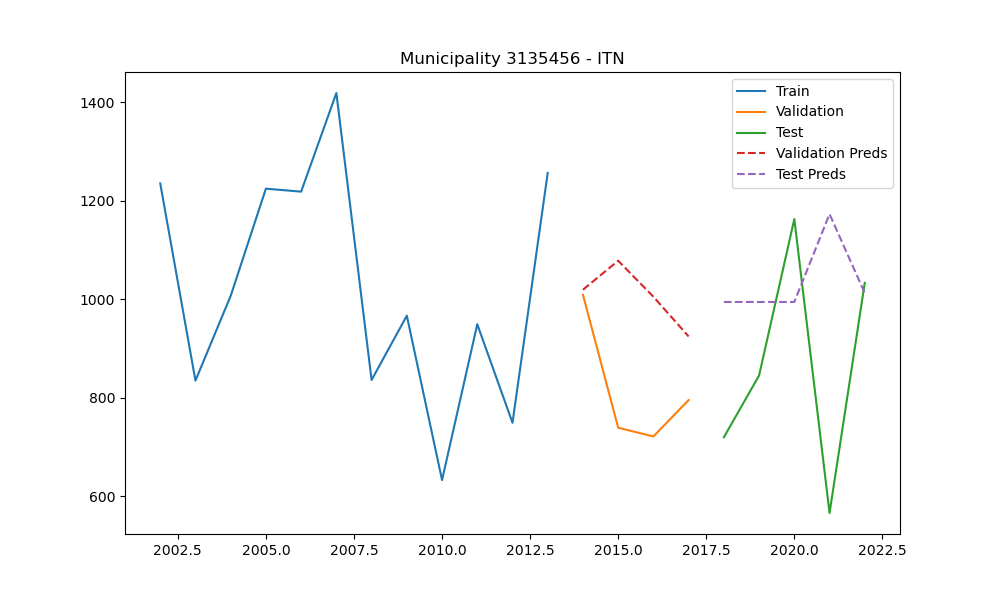 Municipality 3135456 - ITN
Train
Validation
Test
Validation Preds
Test Preds
1400
1200
1000
800
600
2002.5 2005.0 2007.5 2010.0 2012.5 2015.0 2017.5 2020.0 2022.5